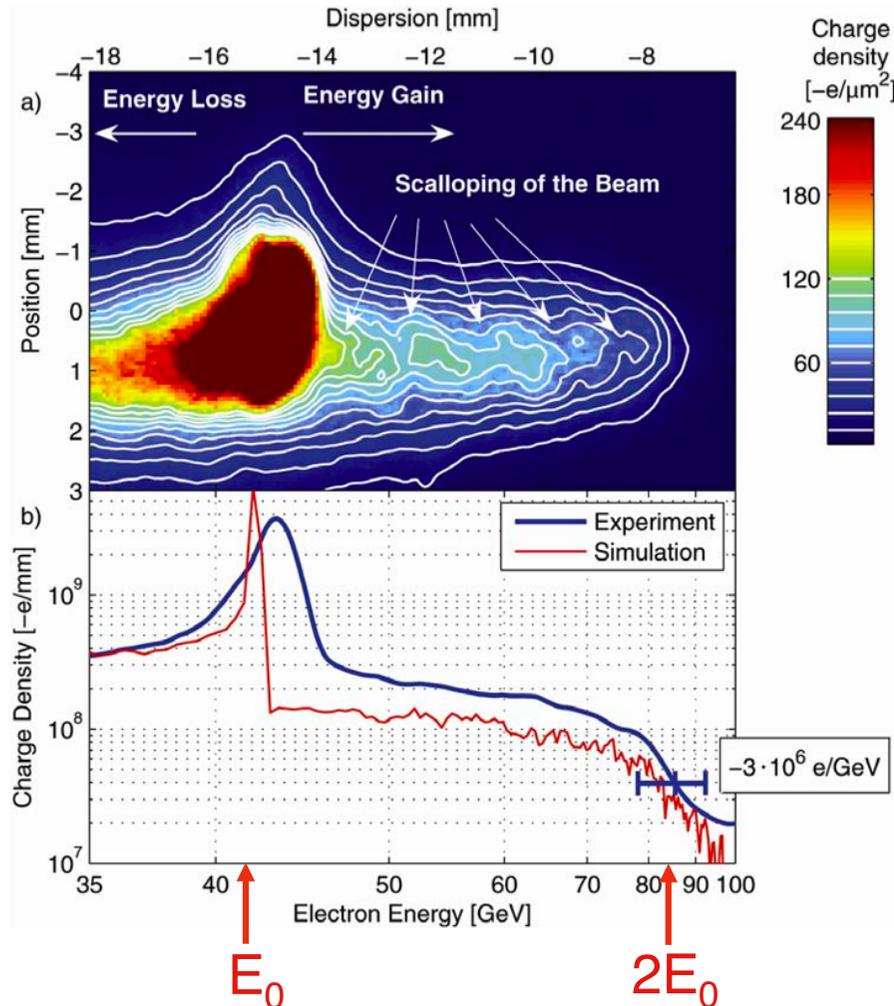 Dispersion [mm]
-18 -16 -14 -12 -10 -8
Charge
density
[-e/μm²]
a)
-4
-3
-2
-1
0
1
2
3
Position [mm]
Energy Loss
Energy Gain
Scalloping of the Beam
240
180
120
60
b)
Experiment
Simulation
Charge Density [-e/mm]
10⁹
10⁸
10⁷
-3·10⁶ e/GeV
35 40 50 60 70 80 90 100
Electron Energy [GeV]
E₀
2E₀